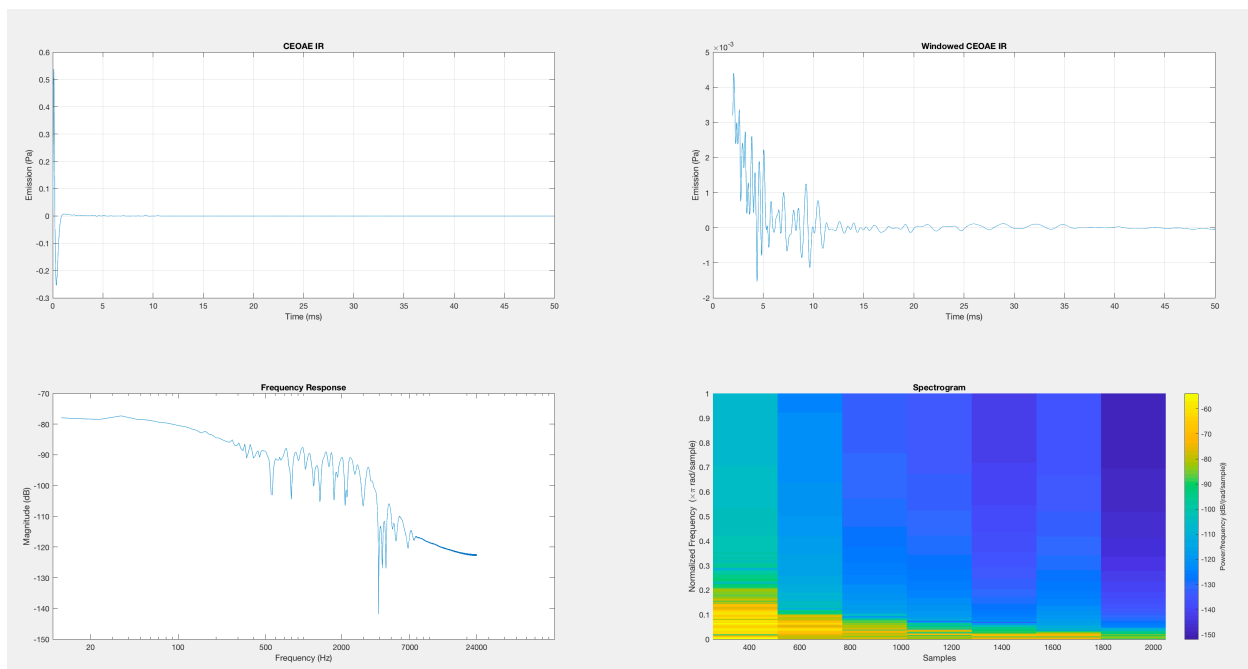 CEOAE IR
0.6
0.5
0.4
0.3
0.2
0.1
0
-0.1
-0.2
-0.3
Emission (Pa)
0 5 10 15 20 25 30 35 40 45 50
Time (ms)
Windowed CEOAE IR
×10⁻³
5
4
3
2
1
0
-1
-2
Emission (Pa)
0 5 10 15 20 25 30 35 40 45 50
Time (ms)
Frequency Response
-70
-80
-90
-100
-110
-120
-130
-140
-150
Magnitude (dB)
20 100 500 2000 7000 24000
Frequency (Hz)
Spectrogram
1
0.9
0.8
0.7
0.6
0.5
0.4
0.3
0.2
0.1
0
Normalized Frequency (×π rad/sample)
400 600 800 1000 1200 1400 1600 1800 2000
Samples
-60
-70
-80
-90
-100
-110
-120
-130
-140
-150
Power/frequency (dB/(rad/sample))